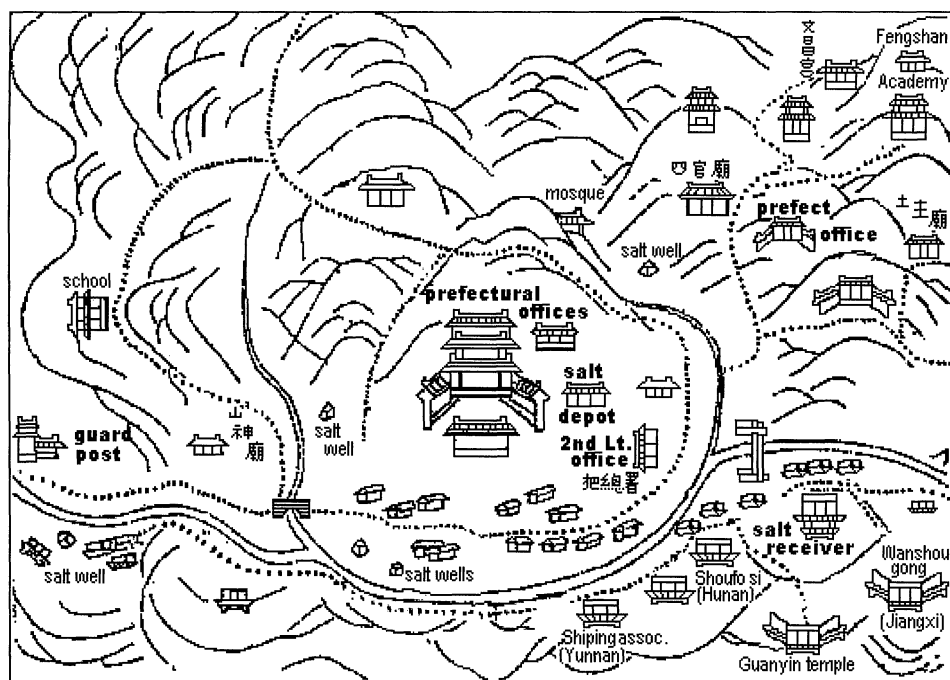 文昌宮
Fengshan
Academy
mosque
四官廟
prefect
office
土主廟
salt well
school
prefectural
offices
salt
depot
salt
well
guard
post
山神廟
2nd Lt.
office
把總署
salt well
salt wells
salt
receiver
Shoufo si
(Hunan)
Wanshou
gong
(Jiangxi)
Shiping assoc.
(Yunnan)
Guanyin temple